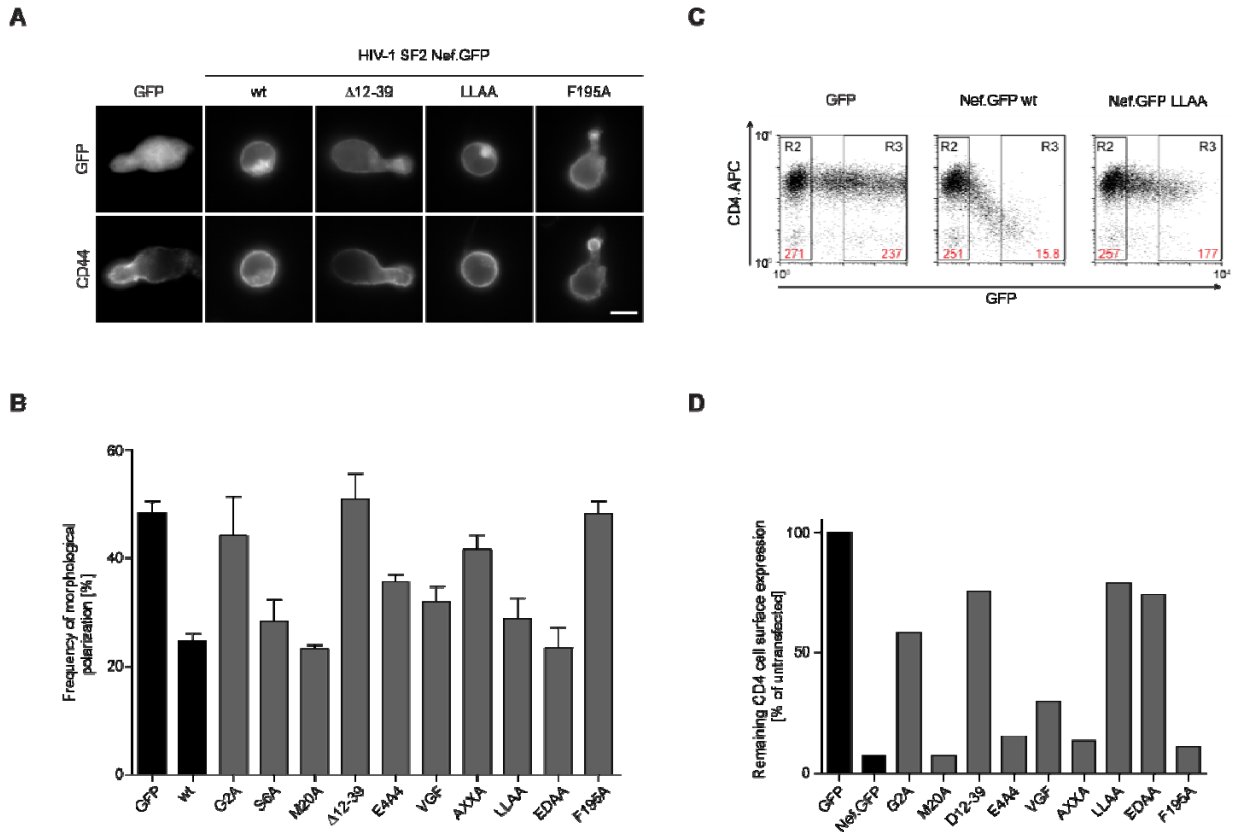 A
HIV-1 SF2 Nef.GFP
GFP
wt
Δ12-39
LLAA
F195A
GFP
CD44
C
GFP
Nef.GFP wt
Nef.GFP LLAA
10⁴
R2
R3
R2
R3
R2
R3
CD4.APC
271
237
251
15.8
257
177
10⁰
10⁰
10⁴
GFP
B
60
40
20
0
Frequency of morphological
polarization [%]
GFP
wt
G2A
S6A
M20A
Δ12-39
E4A4
VGF
AXXA
LLAA
EDAA
F195A
D
100
50
0
Remaining CD4 cell surface expression
[% of untransfected]
GFP
Nef.GFP
G2A
M20A
D12-39
E4A4
VGF
AXXA
LLAA
EDAA
F195A